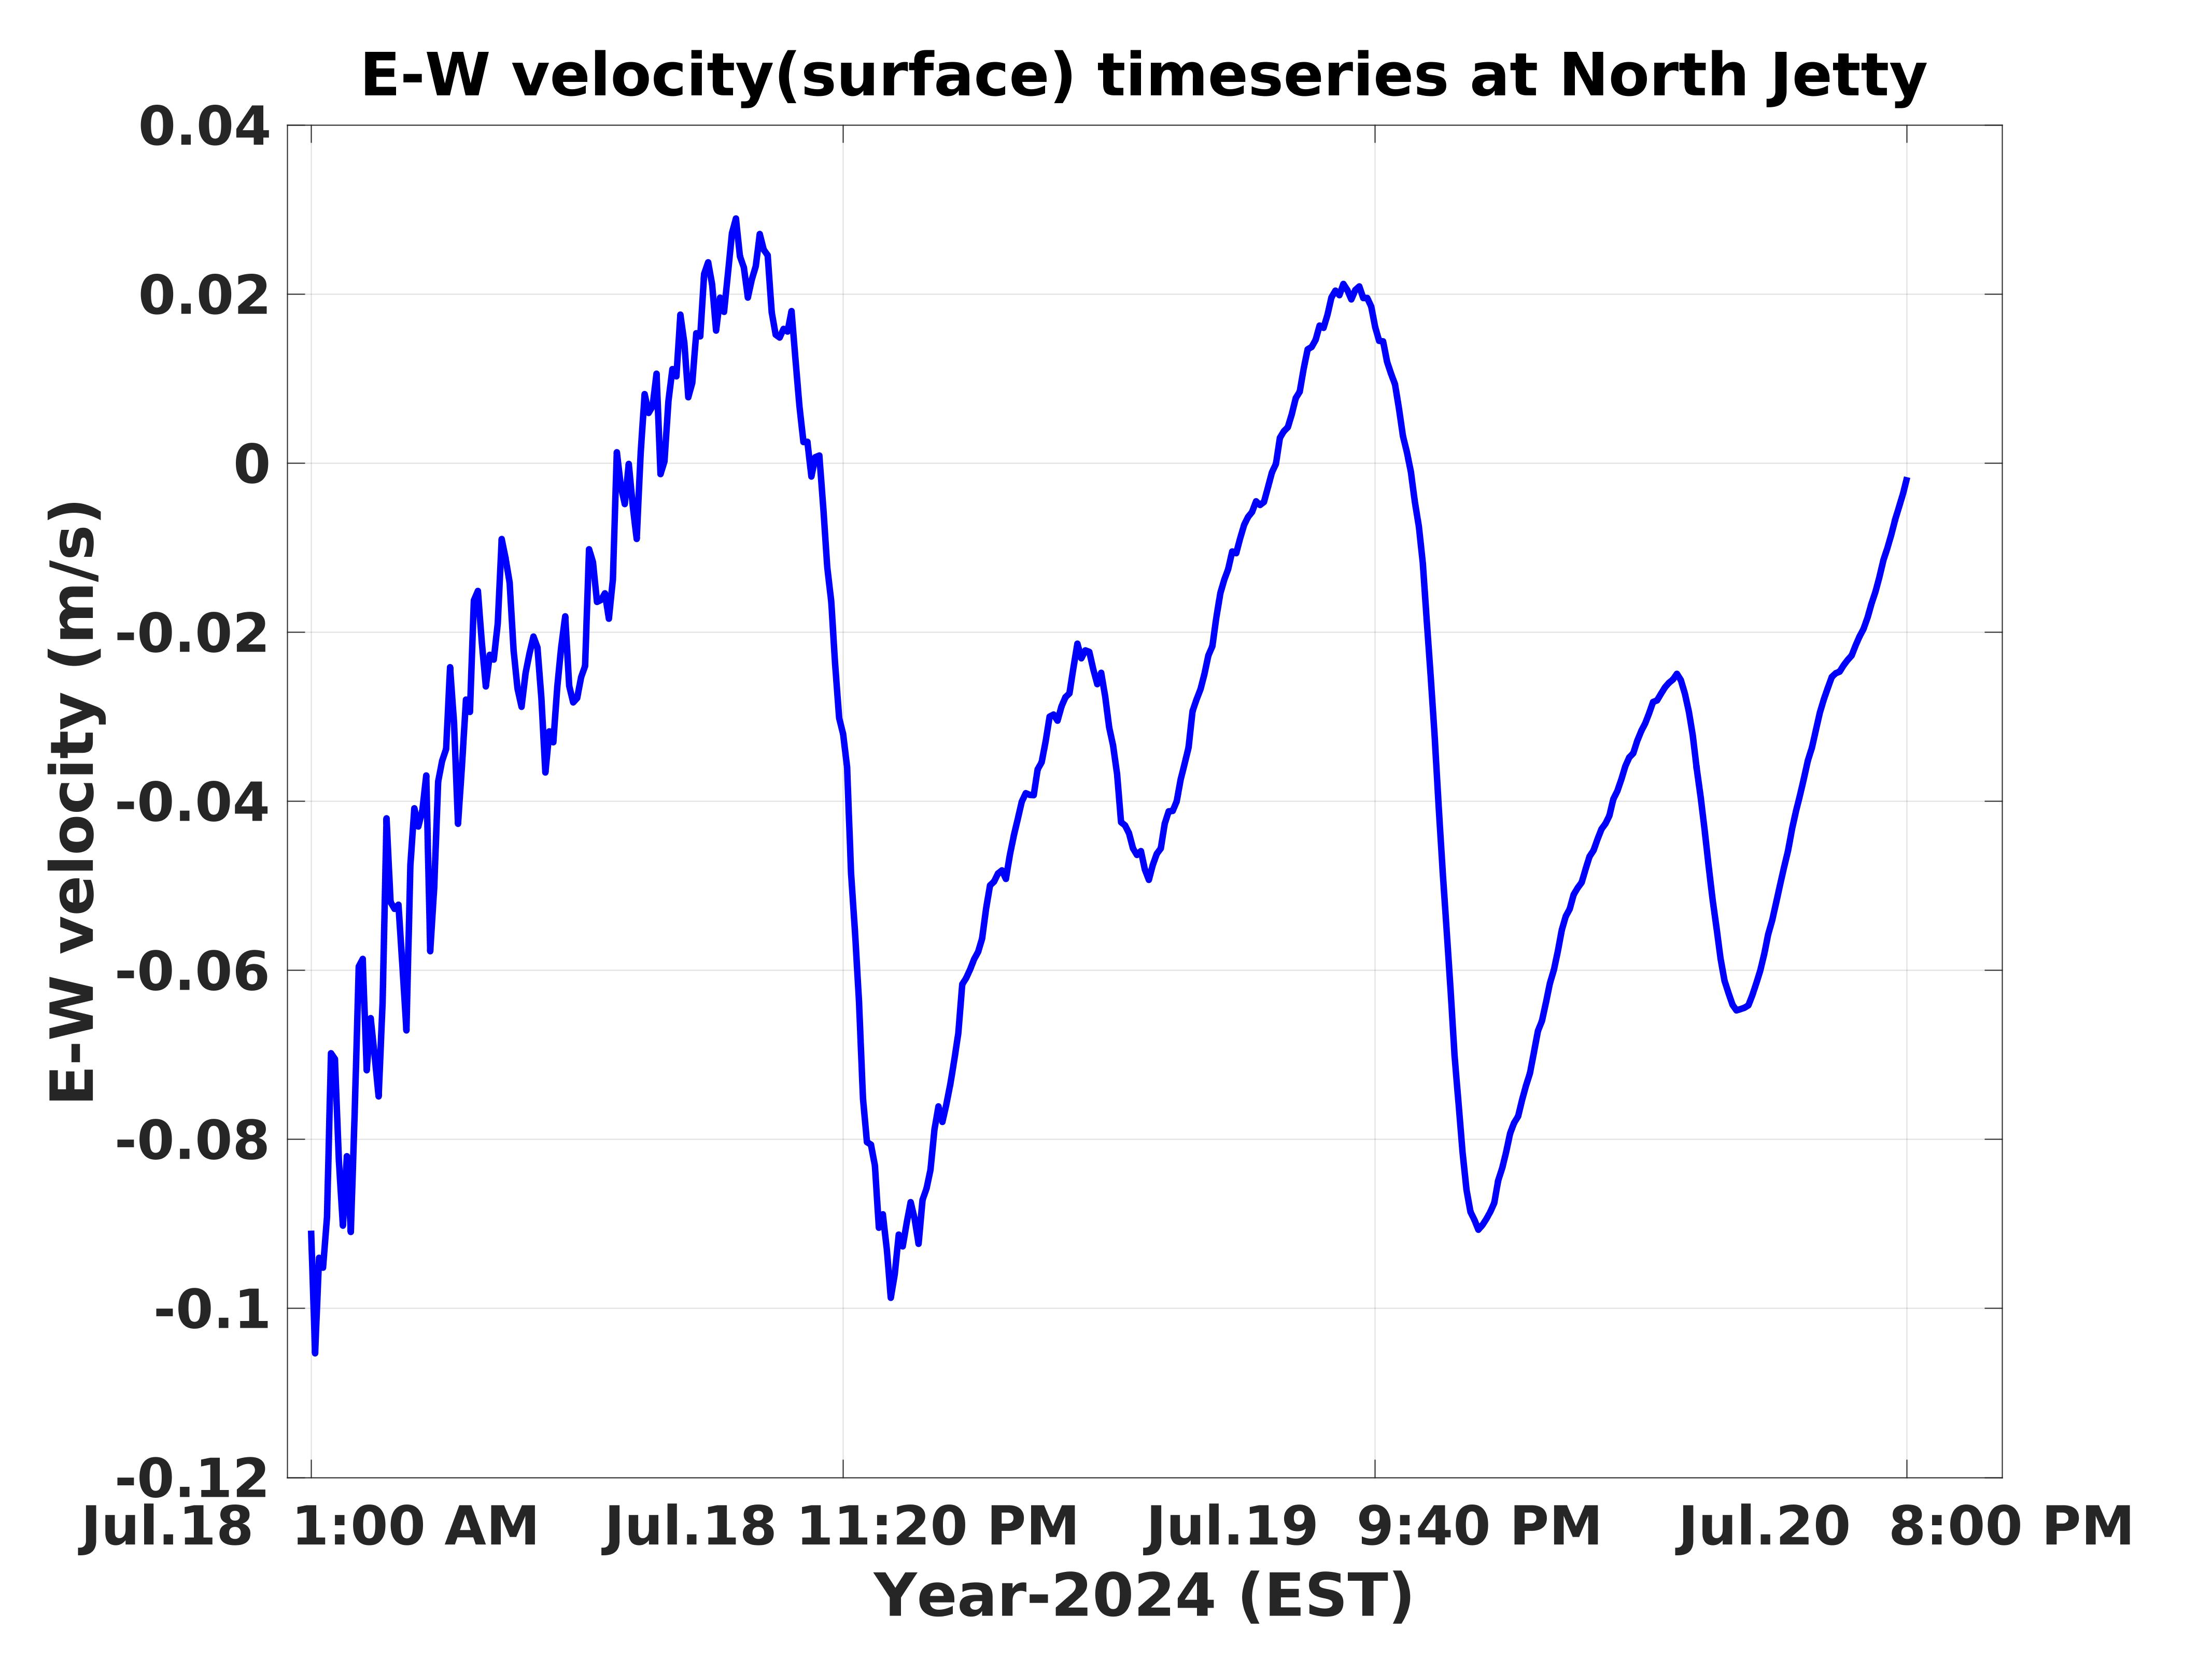 E-W velocity(surface) timeseries at North Jetty
0.04
0.02
0
-0.02
-0.04
-0.06
-0.08
-0.1
-0.12
E-W velocity (m/s)
Jul.18  1:00 AM
Jul.18 11:20 PM
Jul.19  9:40 PM
Jul.20  8:00 PM
Year-2024 (EST)